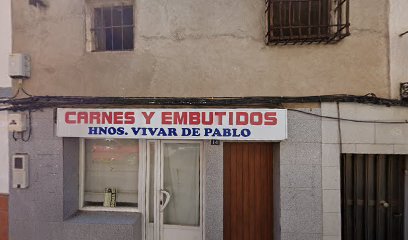 CARNES Y EMBUTIDOS
HNOS. VIVAR DE PABLO